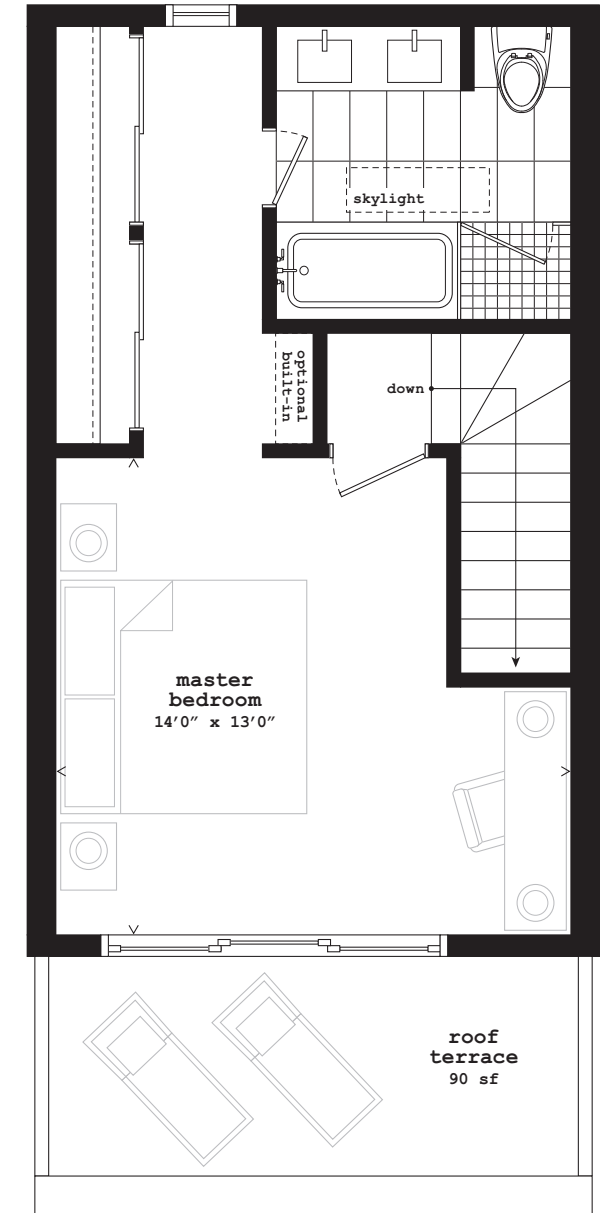 skylight
optional
built-in
down
master
bedroom
14′0″ x 13′0″
roof
terrace
90 sf